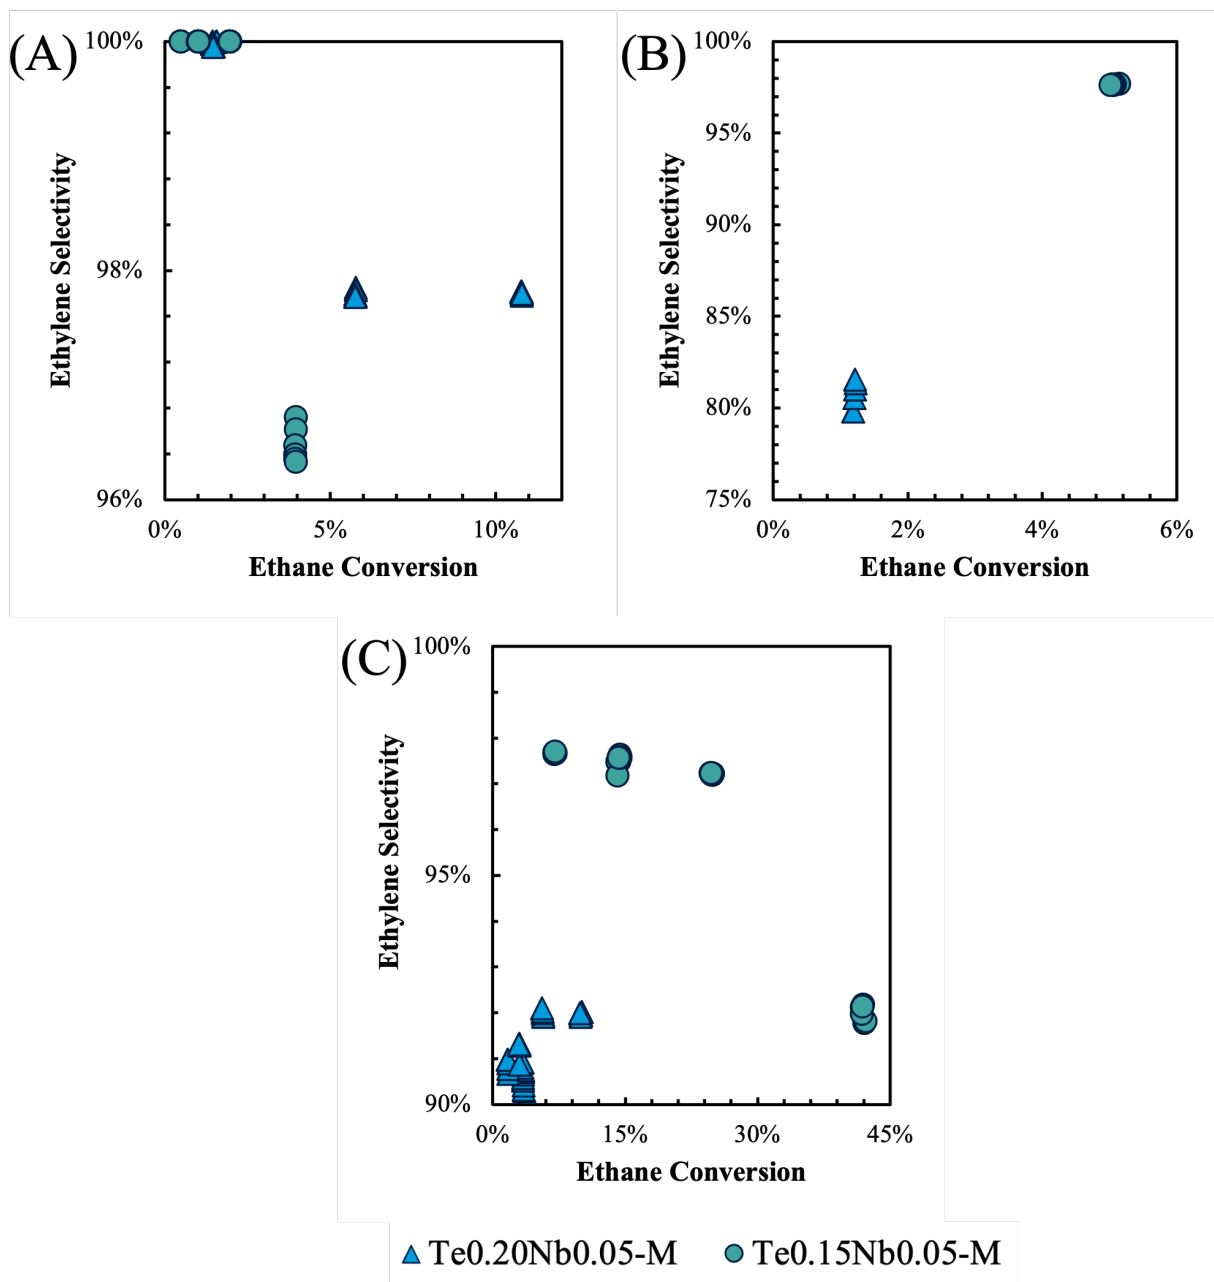 (A)
100%
98%
96%
0%
5%
10%
Ethylene Selectivity
Ethane Conversion
(B)
100%
95%
90%
85%
80%
75%
0%
2%
4%
6%
Ethylene Selectivity
Ethane Conversion
(C)
100%
95%
90%
0%
15%
30%
45%
Ethylene Selectivity
Ethane Conversion
Te0.20Nb0.05-M
Te0.15Nb0.05-M